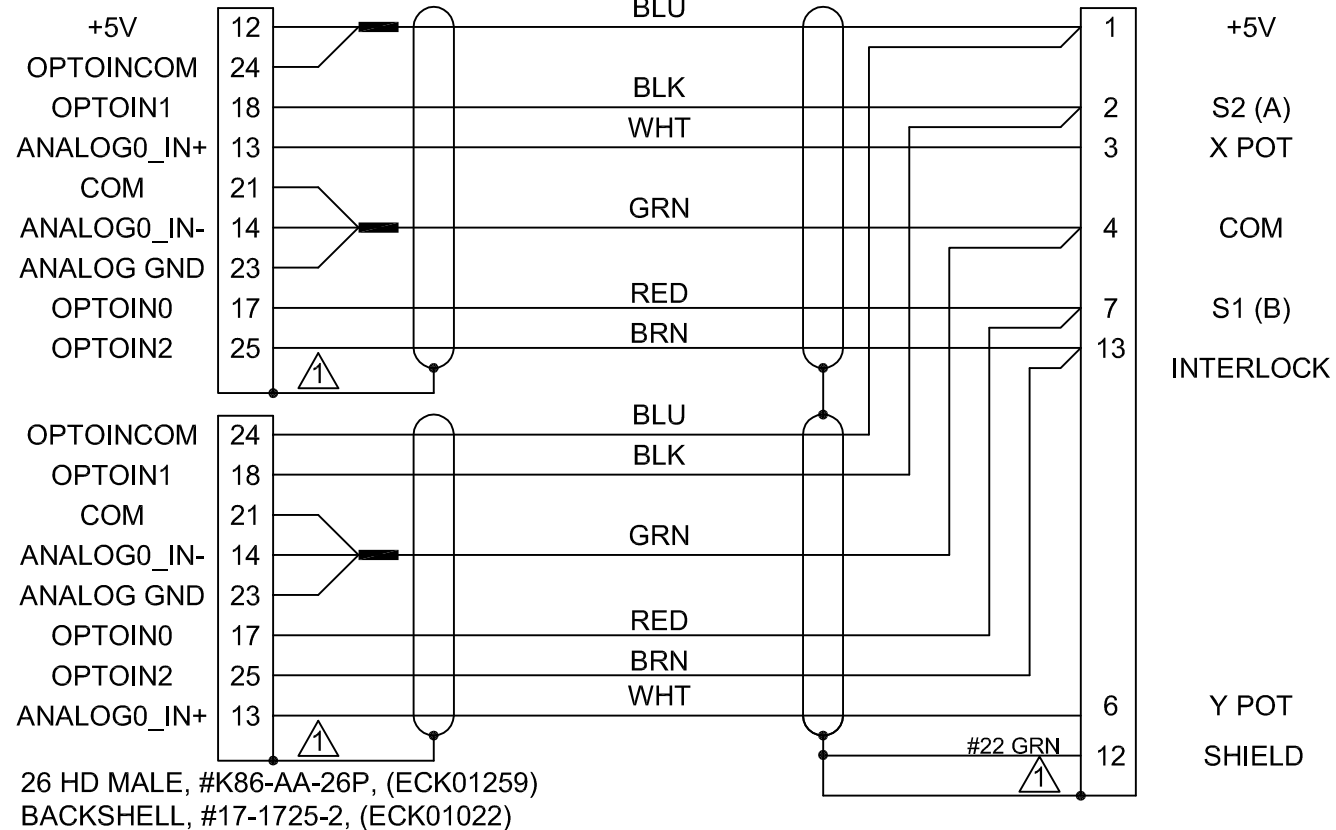 BLU
+5V 12 1 +5V
OPTOINCOM 24
BLK
OPTOIN1 18 2 S2 (A)
WHT
ANALOG0_IN+ 13 3 X POT
COM 21
GRN
ANALOG0_IN- 14 4 COM
ANALOG GND 23
RED
OPTOIN0 17 7 S1 (B)
BRN
OPTOIN2 25 13
INTERLOCK
1
BLU
OPTOINCOM 24
BLK
OPTOIN1 18
COM 21
GRN
ANALOG0_IN- 14
ANALOG GND 23
RED
OPTOIN0 17
BRN
OPTOIN2 25
WHT
ANALOG0_IN+ 13 6 Y POT
1
#22 GRN 12 SHIELD
1
26 HD MALE, #K86-AA-26P, (ECK01259)
BACKSHELL, #17-1725-2, (ECK01022)